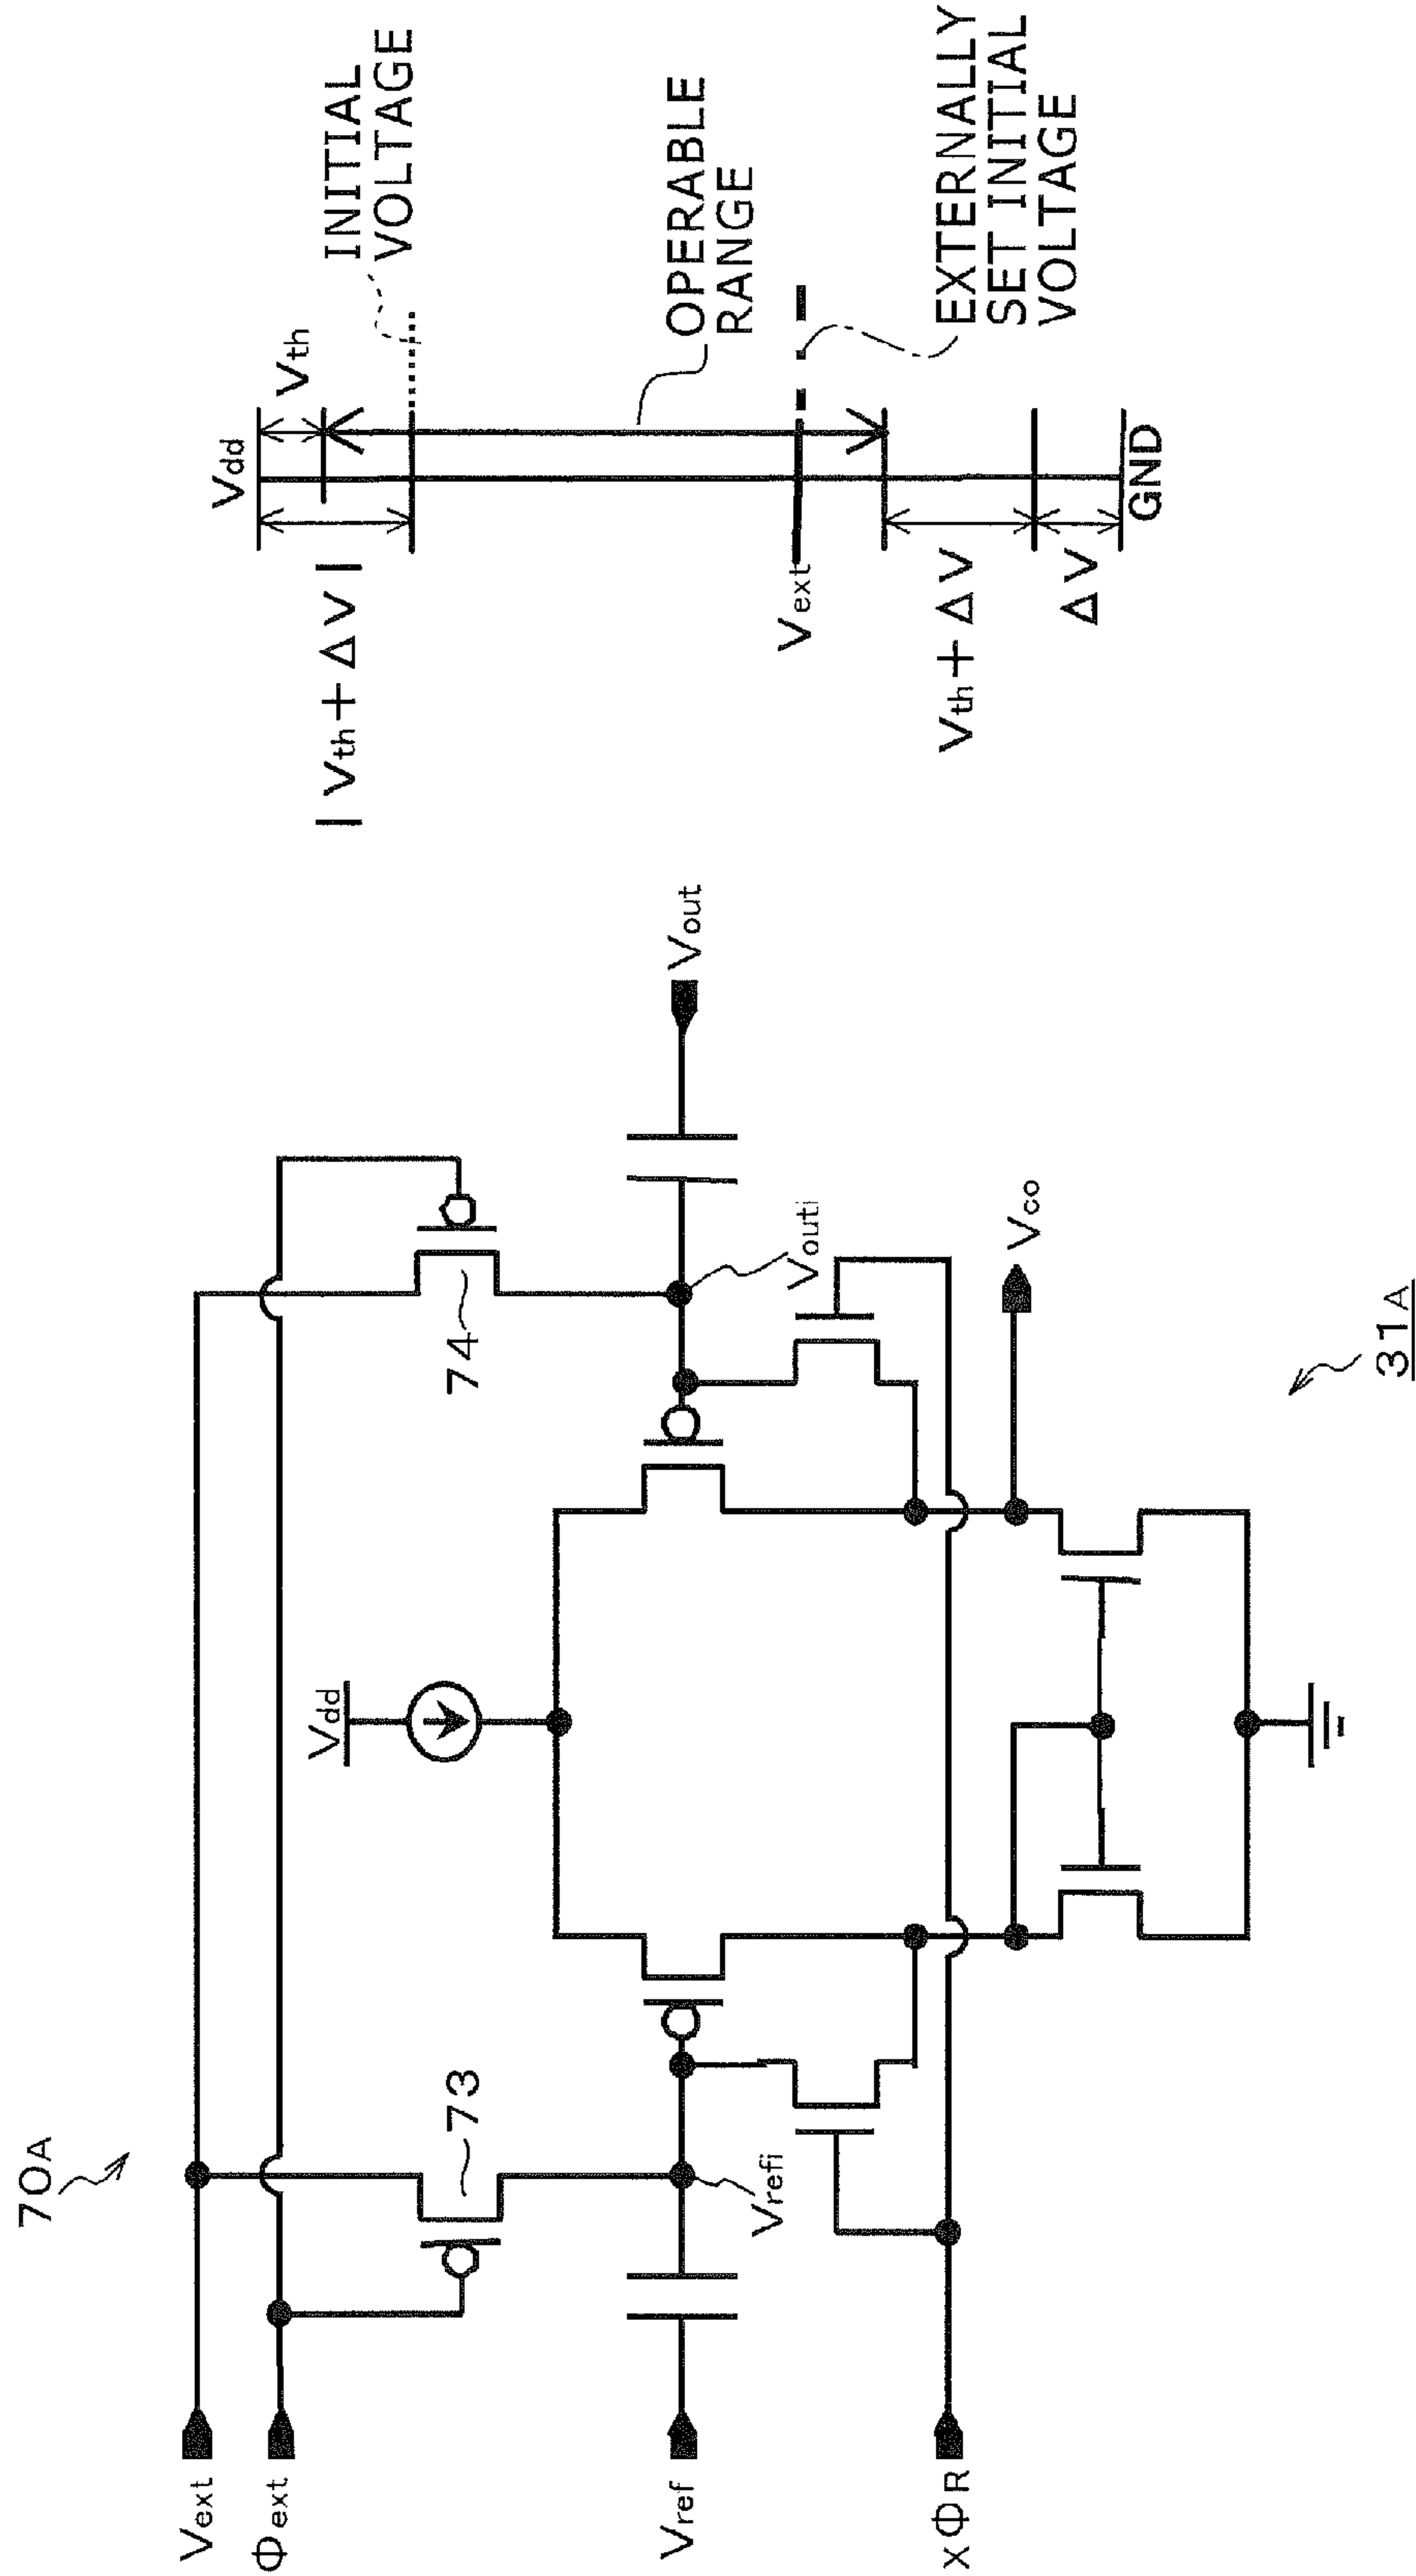 70A
Vext
Φext
Vref
xΦR
73
Vrefi
Vdd
74
Vouti
Vout
Vco
31A
|Vth+ΔV|
Vdd
Vth
INITIAL
VOLTAGE
OPERABLE
RANGE
Vext
EXTERNALLY
SET INITIAL
VOLTAGE
Vth+ΔV
ΔV
GND